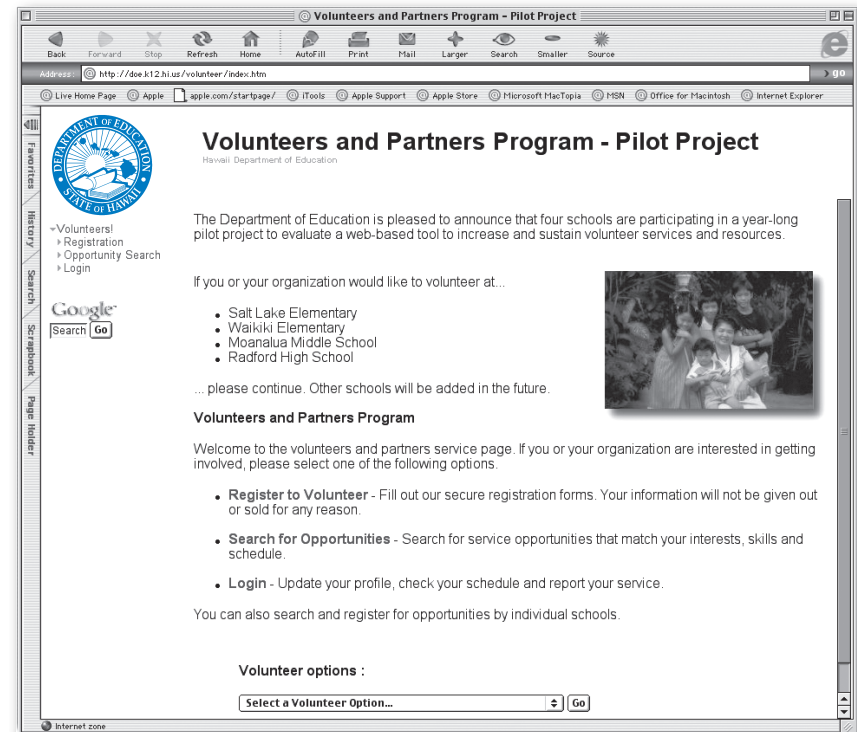 Volunteers and Partners Program - Pilot Project
Back Forward Stop Refresh Home AutoFill Print Mail Larger Search Smaller Source
Address: http://doe.k12.hi.us/volunteer/index.htm go
Live Home Page Apple apple.com/startpage/ iTools Apple Support Apple Store Microsoft MacTopia MSN Office for Macintosh Internet Explorer
Favorites
History
Search
Scrapbook
Page Holder
DEPARTMENT OF EDUCATION
STATE OF HAWAII
Volunteers!
Registration
Opportunity Search
Login
Google
Search Go
Volunteers and Partners Program - Pilot Project
Hawaii Department of Education
The Department of Education is pleased to announce that four schools are participating in a year-long
pilot project to evaluate a web-based tool to increase and sustain volunteer services and resources.
If you or your organization would like to volunteer at...
• Salt Lake Elementary
• Waikiki Elementary
• Moanalua Middle School
• Radford High School
... please continue. Other schools will be added in the future.
Volunteers and Partners Program
Welcome to the volunteers and partners service page. If you or your organization are interested in getting
involved, please select one of the following options.
• Register to Volunteer - Fill out our secure registration forms. Your information will not be given out
or sold for any reason.
• Search for Opportunities - Search for service opportunities that match your interests, skills and
schedule.
• Login - Update your profile, check your schedule and report your service.
You can also search and register for opportunities by individual schools.
Volunteer options :
Select a Volunteer Option... Go
Internet zone